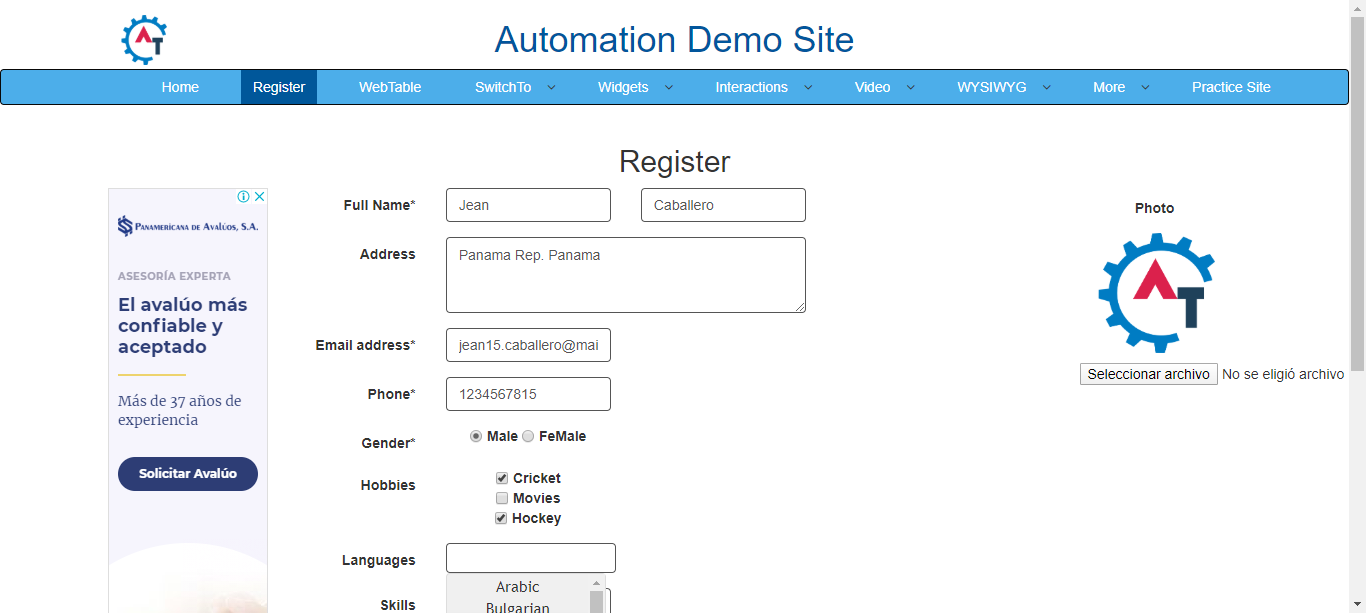 AT
Automation Demo Site
Home Register WebTable SwitchTo Widgets Interactions Video WYSIWYG More Practice Site
Register
PANAMERICANA DE AVALÚOS, S.A.
ASESORÍA EXPERTA
El avalúo más
confiable y
aceptado
Más de 37 años de
experiencia
Solicitar Avalúo
Full Name* Jean Caballero
Address Panama Rep. Panama
Email address* jean15.caballero@mai
Phone* 1234567815
Gender* Male FeMale
Hobbies Cricket
Movies
Hockey
Languages
Arabic
Skills Bulgarian
Photo
AT
Seleccionar archivo No se eligió archivo